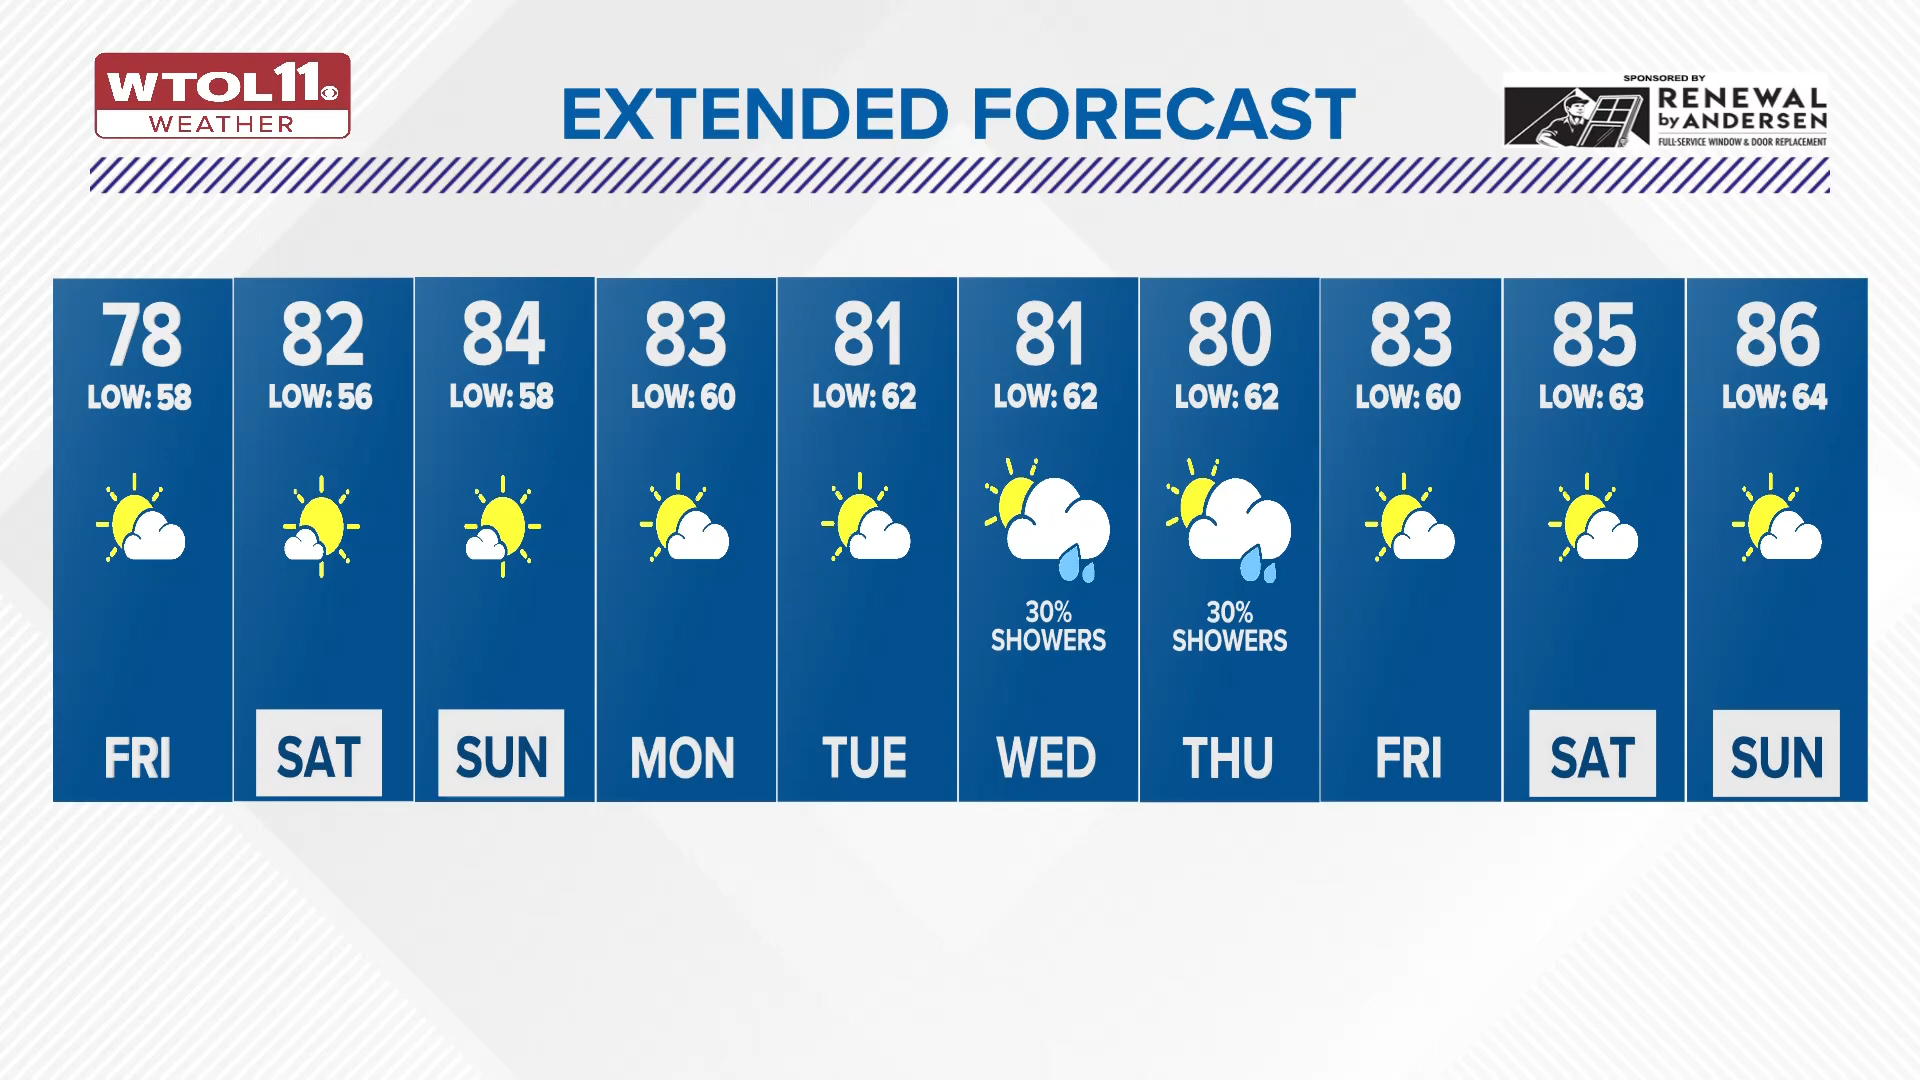 WTOL11
WEATHER
EXTENDED FORECAST
SPONSORED BY
RENEWAL
by ANDERSEN
FULL-SERVICE WINDOW & DOOR REPLACEMENT
78
LOW: 58
FRI
82
LOW: 56
SAT
84
LOW: 58
SUN
83
LOW: 60
MON
81
LOW: 62
TUE
81
LOW: 62
30%
SHOWERS
WED
80
LOW: 62
30%
SHOWERS
THU
83
LOW: 60
FRI
85
LOW: 63
SAT
86
LOW: 64
SUN